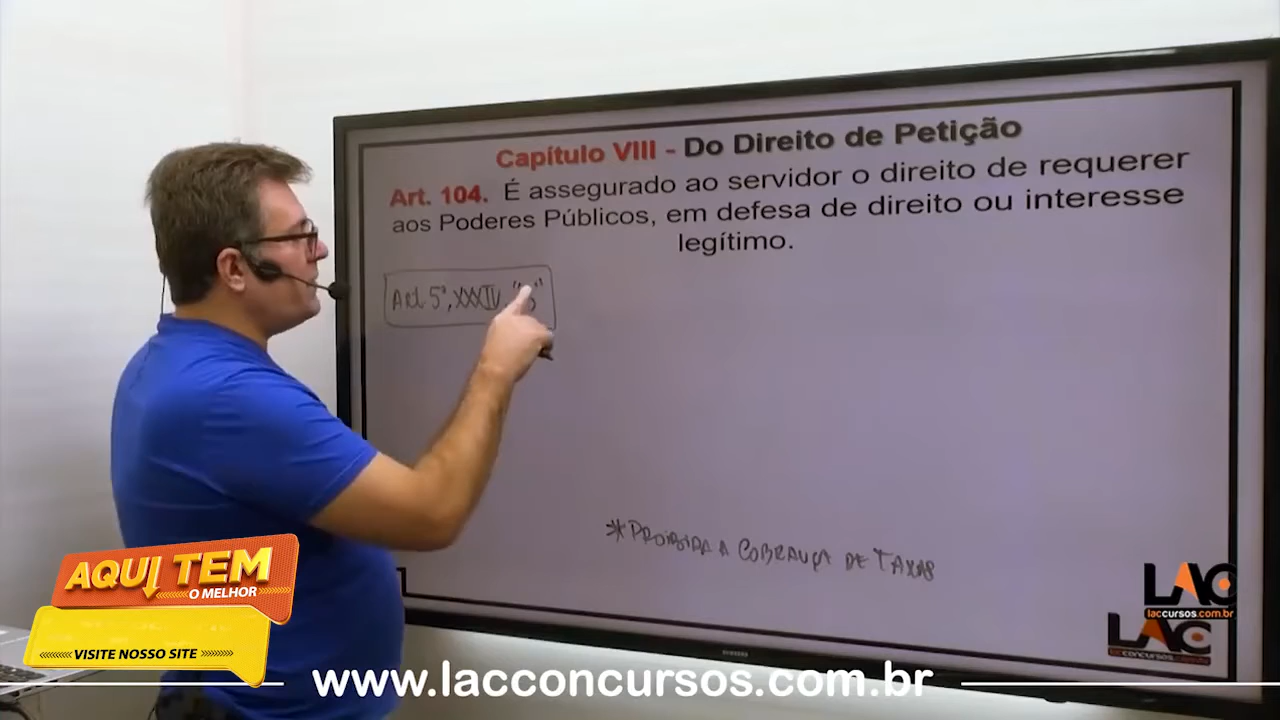 Capítulo VIII - Do Direito de Petição
Art. 104. É assegurado ao servidor o direito de requerer
aos Poderes Públicos, em defesa de direito ou interesse
legítimo.
Art. 5º, XXXIV,
*PROIBIDA A COBRANÇA DE TAXAS
AQUI TEM
O MELHOR
VISITE NOSSO SITE
LAC
laccursos.com.br
LAC
www.lacconcursos.com.br